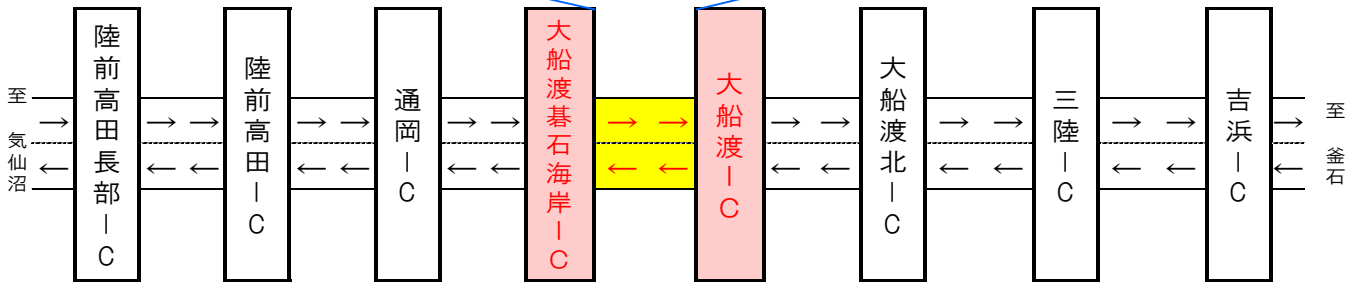 至 気仙沼
陸前高田長部IC
陸前高田IC
通岡IC
大船渡碁石海岸IC
大船渡IC
大船渡北IC
三陸IC
吉浜IC
至 釜石